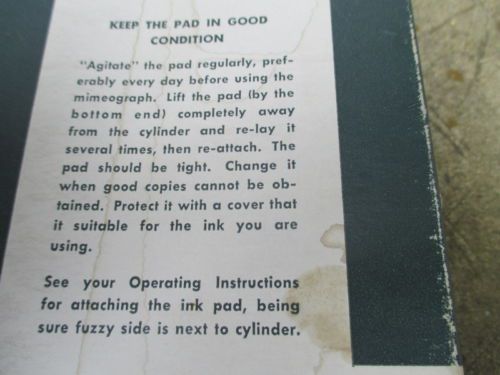 KEEP THE PAD IN GOOD
CONDITION
"Agitate" the pad regularly, pref-
erably every day before using the
mimeograph. Lift the pad (by the
bottom end) completely away
from the cylinder and re-lay it
several times, then re-attach. The
pad should be tight. Change it
when good copies cannot be ob-
tained. Protect it with a cover that
it suitable for the ink you are
using.
See your Operating Instructions
for attaching the ink pad, being
sure fuzzy side is next to cylinder.